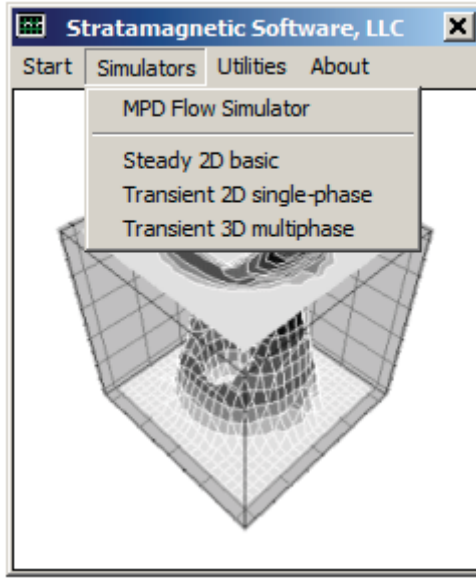 Stratamagnetic Software, LLC
Start Simulators Utilities About
MPD Flow Simulator
Steady 2D basic
Transient 2D single-phase
Transient 3D multiphase